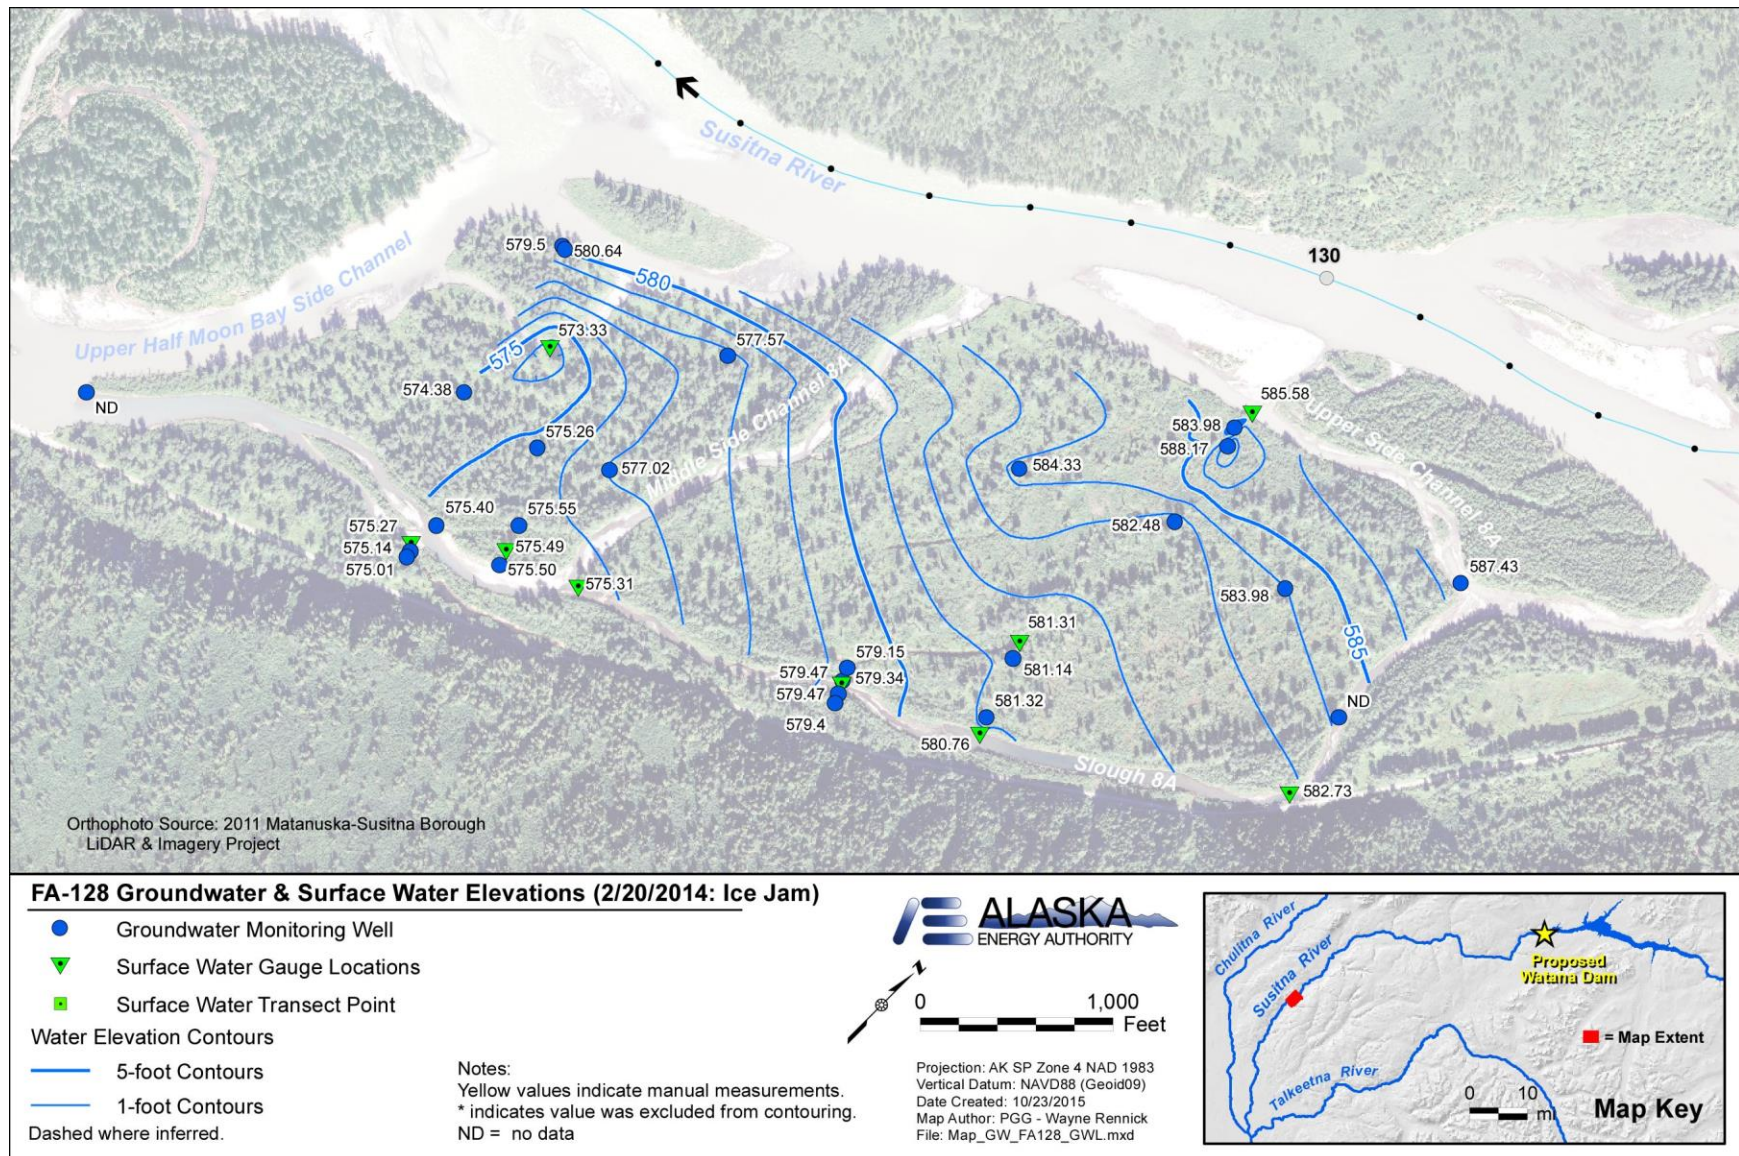 Susitna River
130
Upper Half Moon Bay Side Channel
579.5
580.64
580
573.33
575
577.57
574.38
ND
575.26
577.02
Middle Side Channel 8A
585.58
583.98
588.17
Upper Side Channel 8A
584.33
582.48
575.40
575.55
575.27
575.49
575.14
575.50
575.01
575.31
587.43
583.98
581.31
585
579.15
581.14
579.47
579.34
579.47
581.32
ND
579.4
580.76
Slough 8A
582.73
Orthophoto Source: 2011 Matanuska-Susitna Borough
LiDAR & Imagery Project
FA-128 Groundwater & Surface Water Elevations (2/20/2014: Ice Jam)
Groundwater Monitoring Well
Surface Water Gauge Locations
Surface Water Transect Point
Water Elevation Contours
5-foot Contours
1-foot Contours
Dashed where inferred.
Notes:
Yellow values indicate manual measurements.
* indicates value was excluded from contouring.
ND = no data
ALASKA
ENERGY AUTHORITY
N
0 1,000
Feet
Projection: AK SP Zone 4 NAD 1983
Vertical Datum: NAVD88 (Geoid09)
Date Created: 10/23/2015
Map Author: PGG - Wayne Rennick
File: Map_GW_FA128_GWL.mxd
Chulitna River
Susitna River
Proposed
Watana Dam
= Map Extent
Talkeetna River
0 10
mi
Map Key